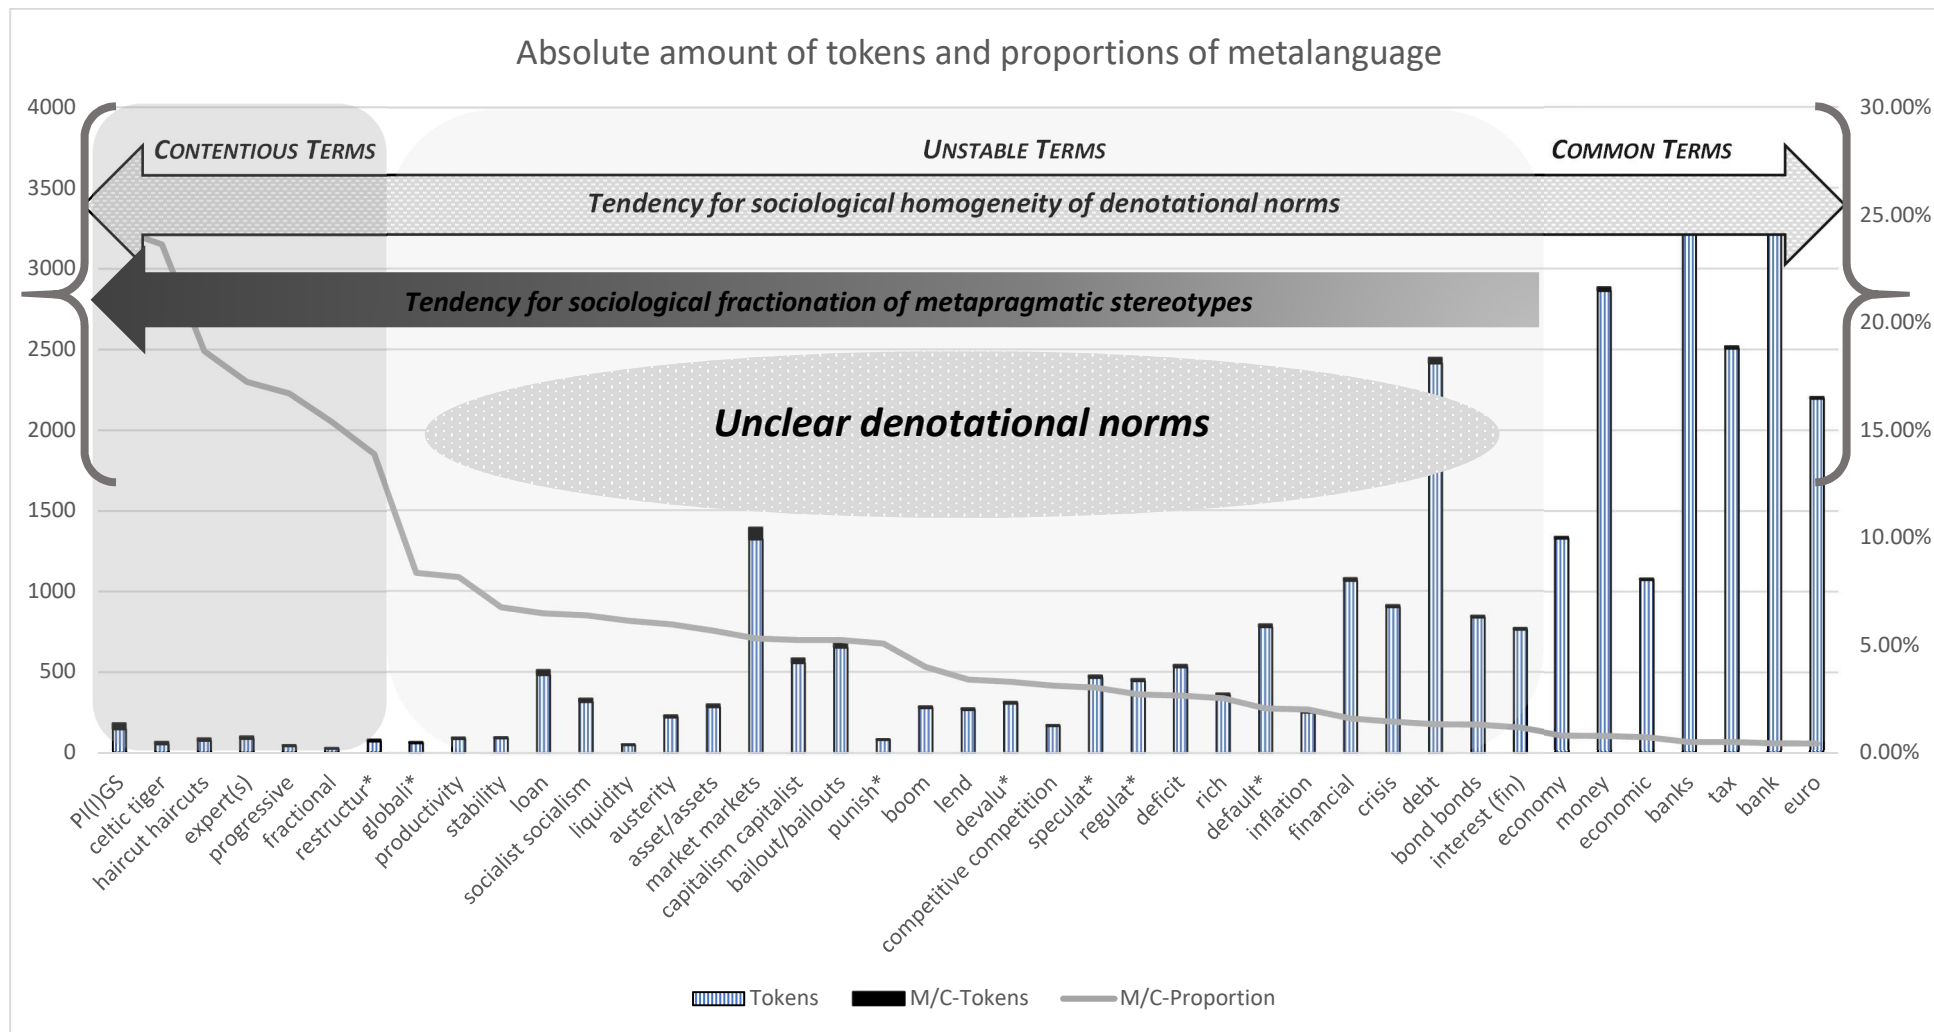 Absolute amount of tokens and proportions of metalanguage
4000
3500
3000
2500
2000
1500
1000
500
0
30.00%
25.00%
20.00%
15.00%
10.00%
5.00%
0.00%
CONTENTIOUS TERMS
UNSTABLE TERMS
COMMON TERMS
Tendency for sociological homogeneity of denotational norms
Tendency for sociological fractionation of metapragmatic stereotypes
Unclear denotational norms
PI(I)GS
celtic tiger
haircut haircuts
expert(s)
progressive
fractional
restructur*
globali*
productivity
stability
loan
socialist socialism
liquidity
austerity
asset/assets
market markets
capitalism capitalist
bailout/bailouts
punish*
boom
lend
devalu*
competitive competition
speculat*
regulat*
deficit
rich
default*
inflation
financial
crisis
debt
bond bonds
interest (fin)
economy
money
economic
banks
tax
bank
euro
Tokens
M/C-Tokens
M/C-Proportion